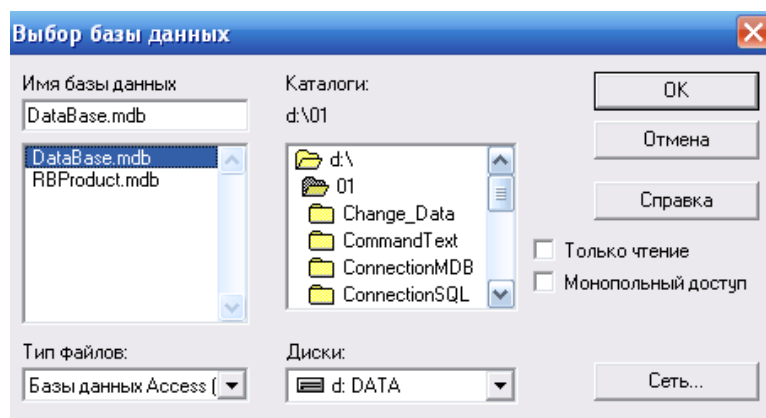 Выбор базы данных
Имя базы данных
DataBase.mdb
DataBase.mdb
RBProduct.mdb
Тип файлов:
Базы данных Access (
Каталоги:
d:\01
d:\
01
Change_Data
CommandText
ConnectionMDB
ConnectionSQL
Диски:
d: DATA
OK
Отмена
Справка
Только чтение
Монопольный доступ
Сеть...